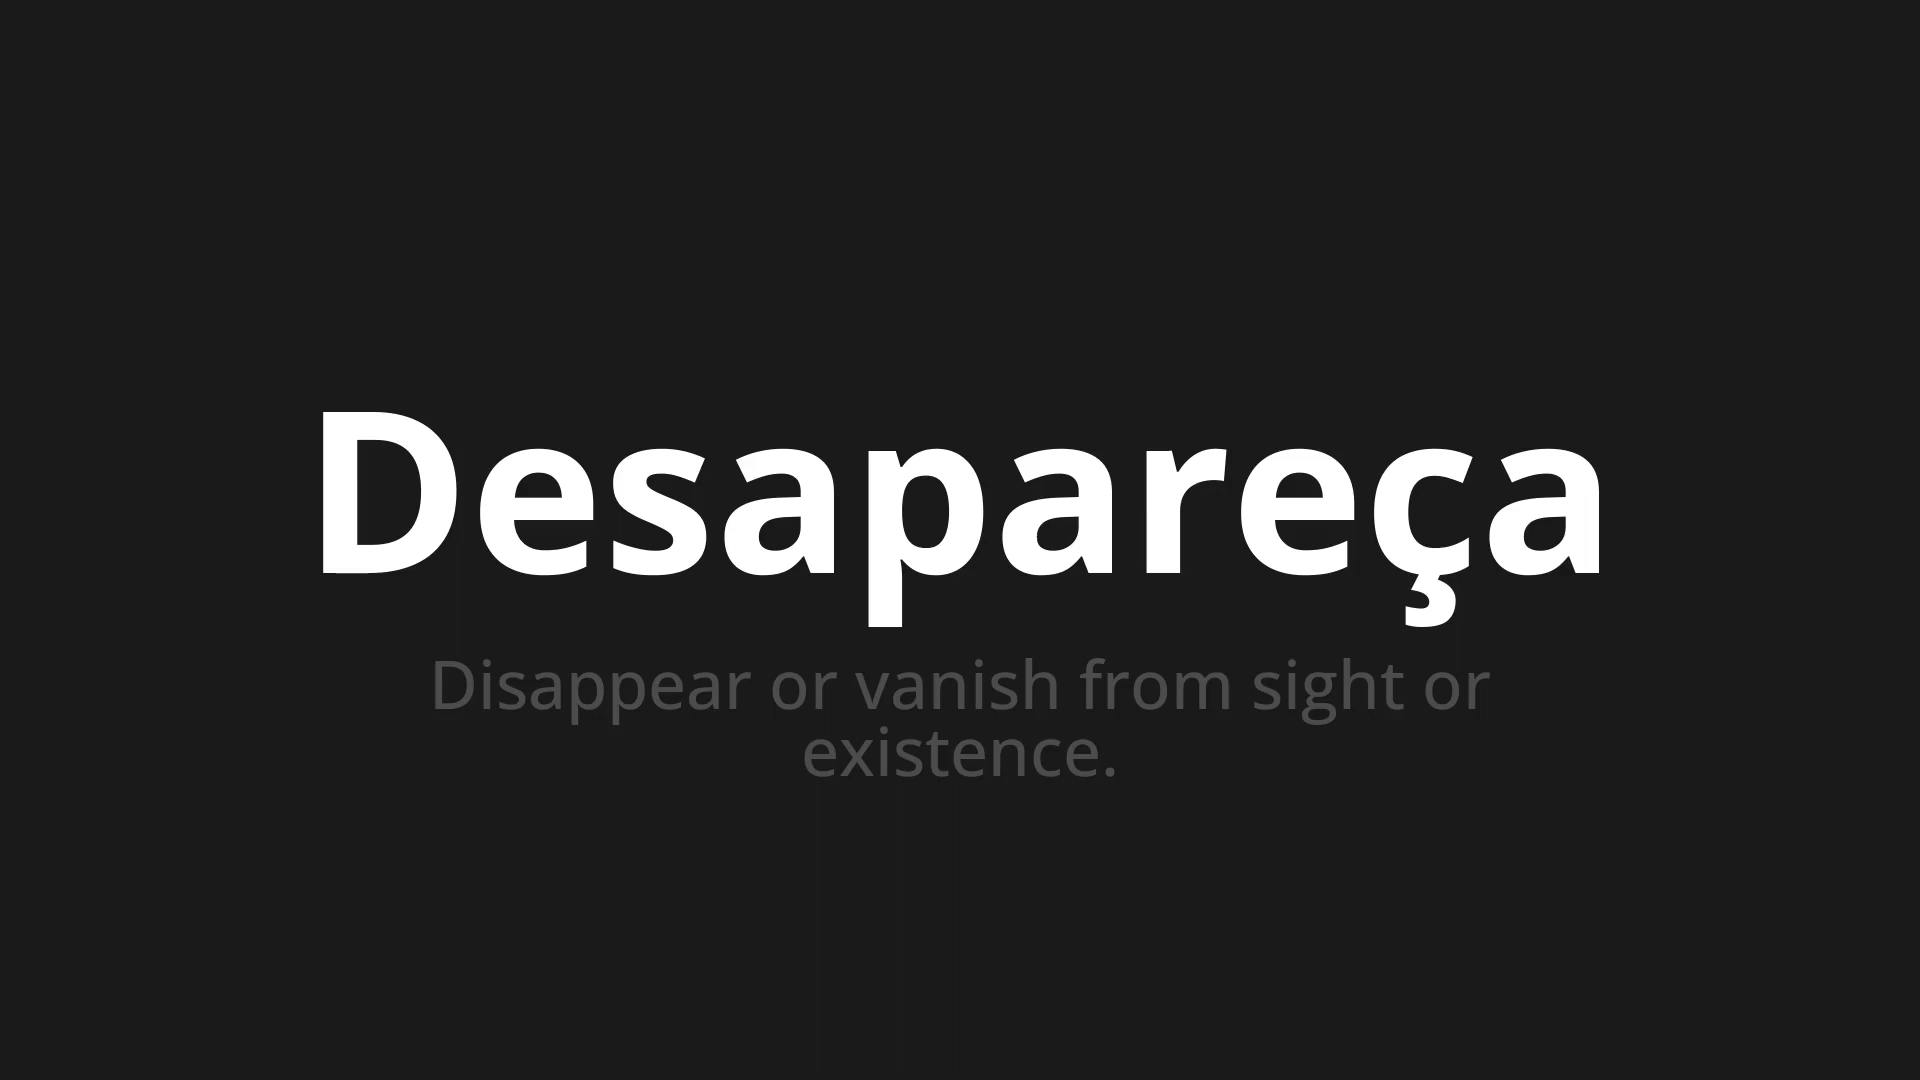 Desapareça
Disappear or vanish from sight or
existence.